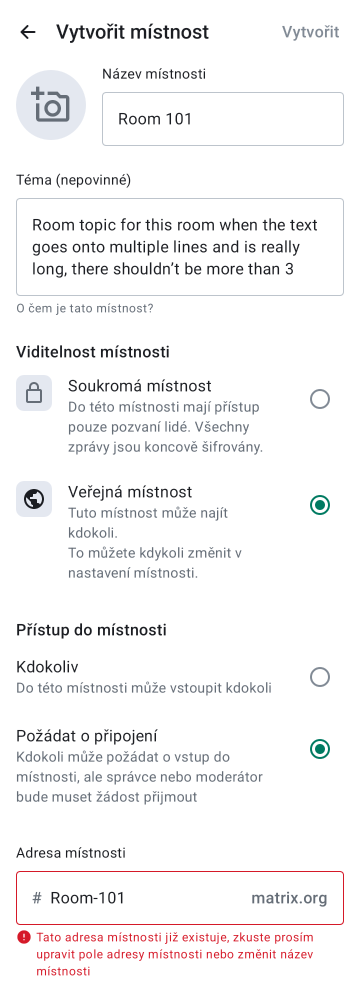 Vytvořit místnost
Vytvořit
Název místnosti
Room 101
Téma (nepovinné)
Room topic for this room when the text
goes onto multiple lines and is really
long, there shouldn’t be more than 3
O čem je tato místnost?
Viditelnost místnosti
Soukromá místnost
Do této místnosti mají přístup
pouze pozvaní lidé. Všechny
zprávy jsou koncově šifrovány.
Veřejná místnost
Tuto místnost může najít
kdokoli.
To můžete kdykoli změnit v
nastavení místnosti.
Přístup do místnosti
Kdokoliv
Do této místnosti může vstoupit kdokoli
Požádat o připojení
Kdokoli může požádat o vstup do
místnosti, ale správce nebo moderátor
bude muset žádost přijmout
Adresa místnosti
# Room-101 matrix.org
Tato adresa místnosti již existuje, zkuste prosím
upravit pole adresy místnosti nebo změnit název
místnosti